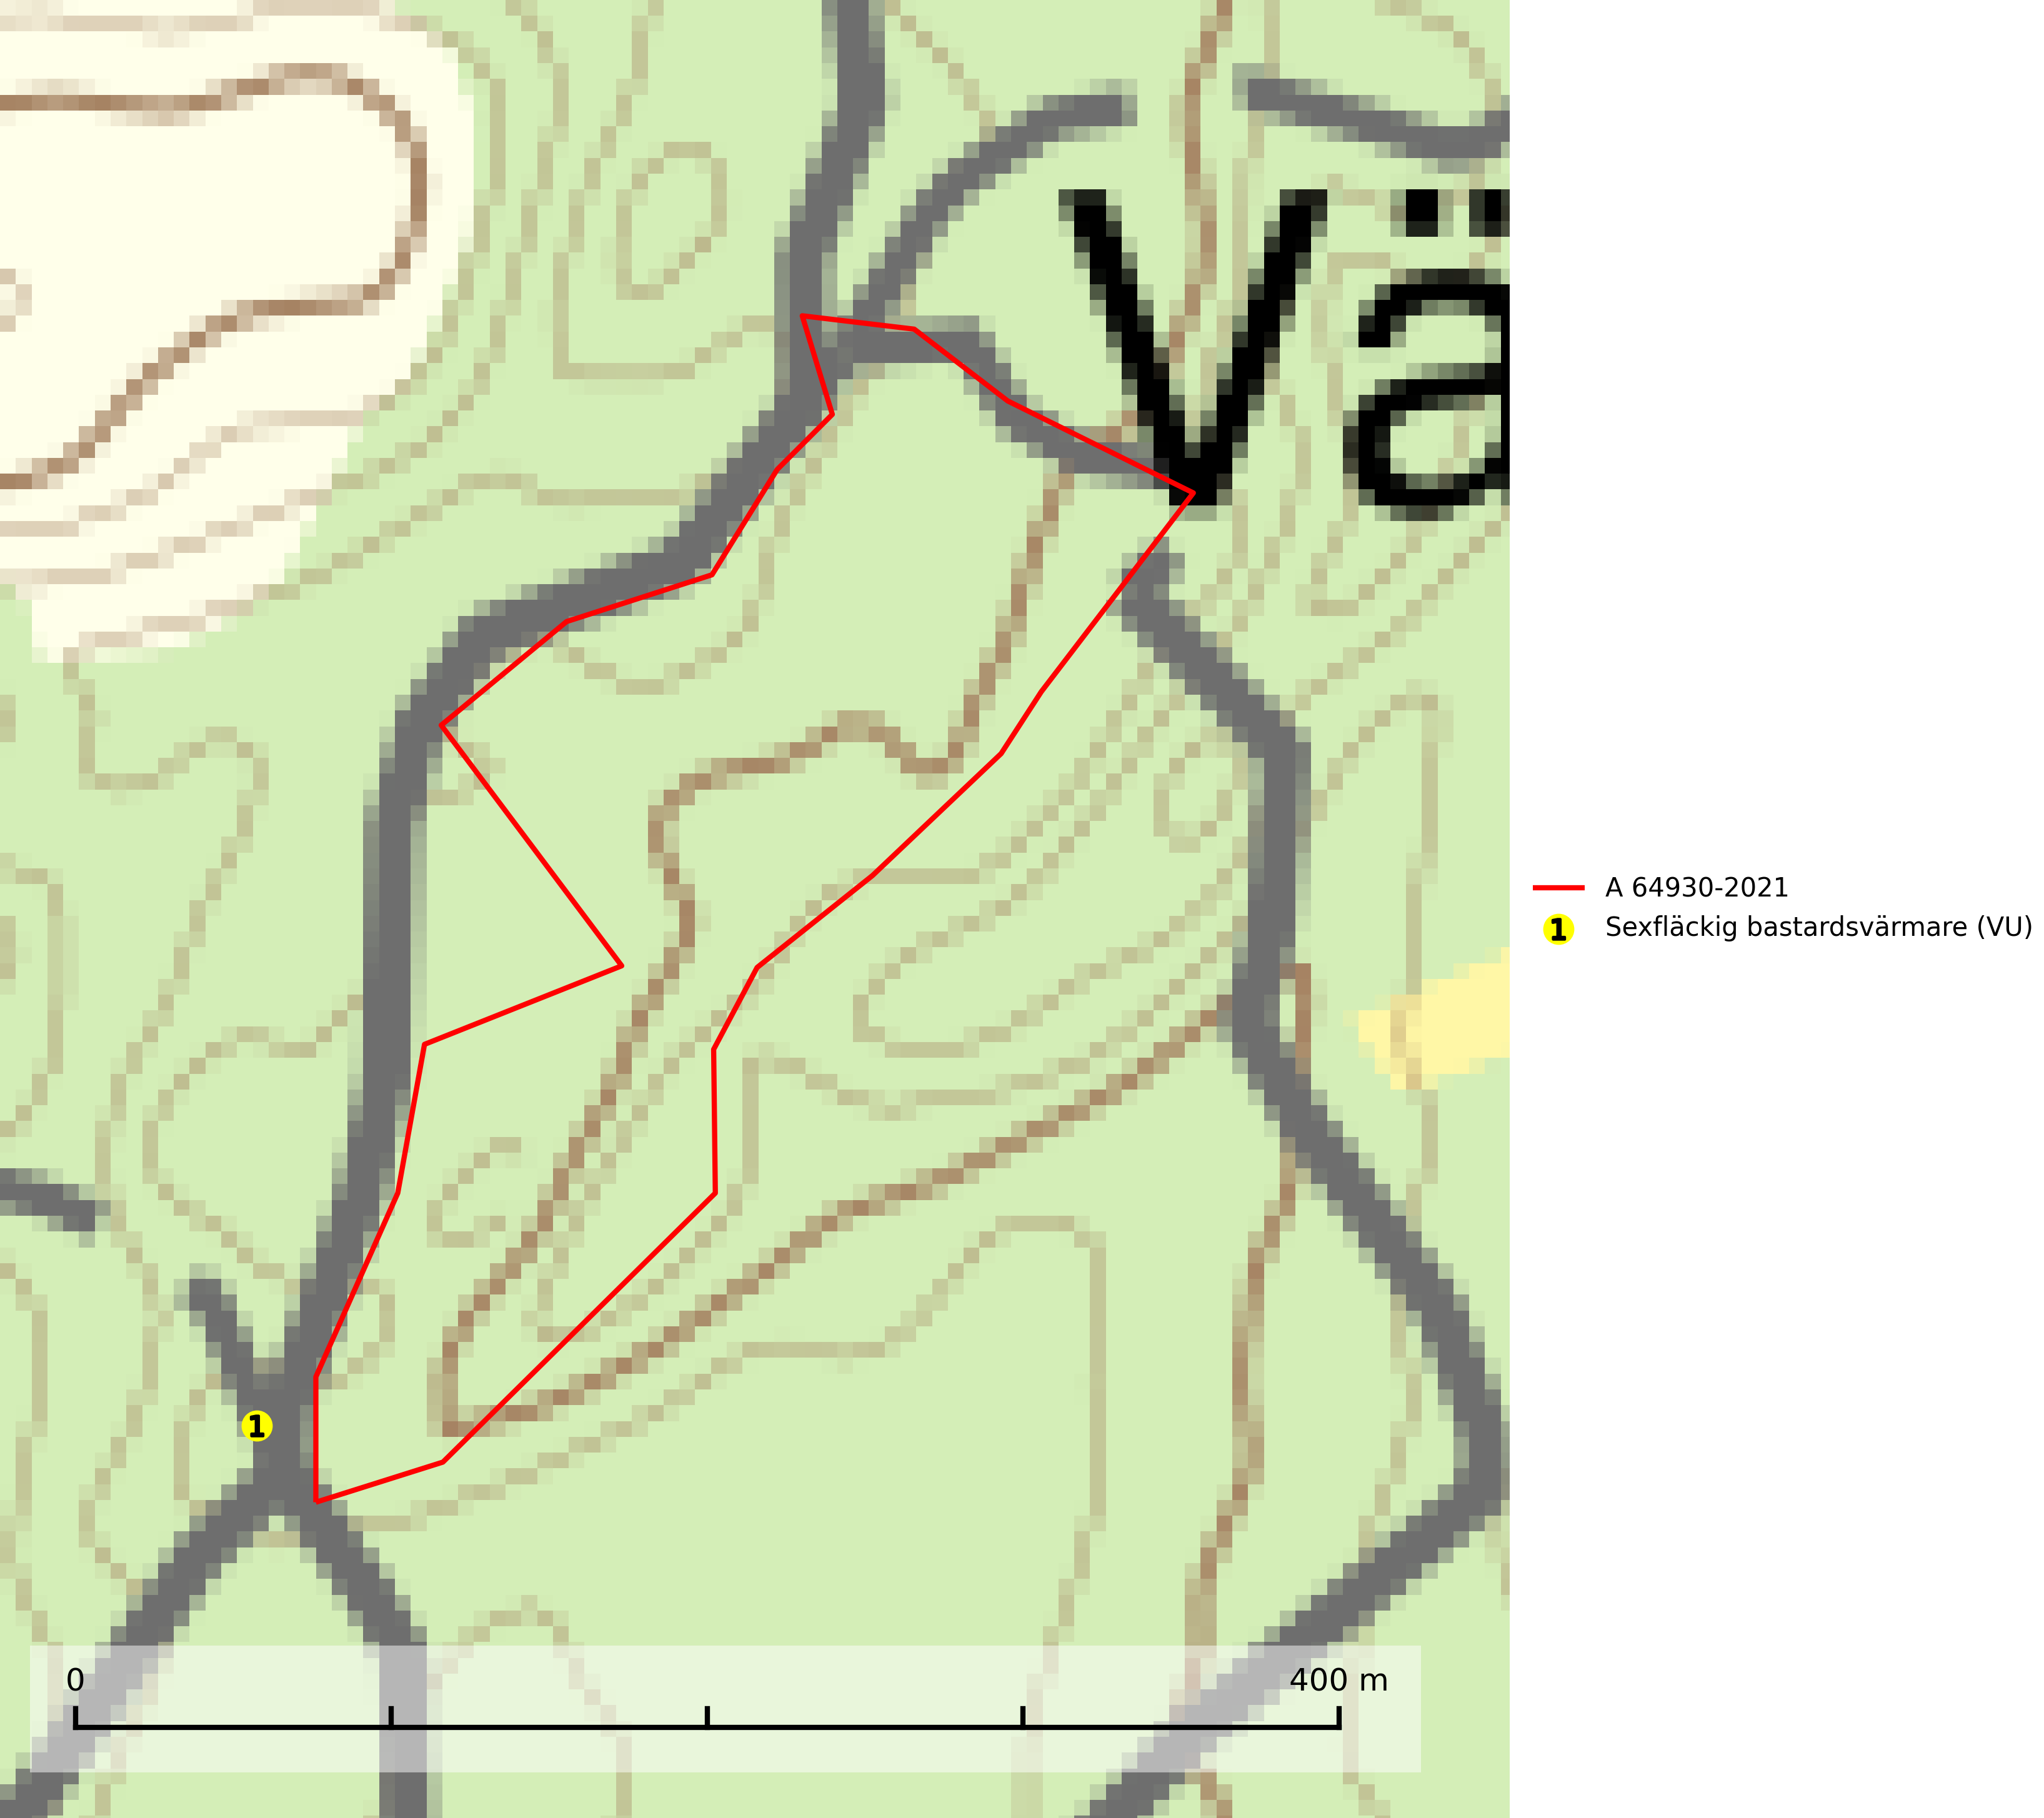 Vä
A 64930-2021
1 Sexfläckig bastardsvärmare (VU)
1
0 400 m